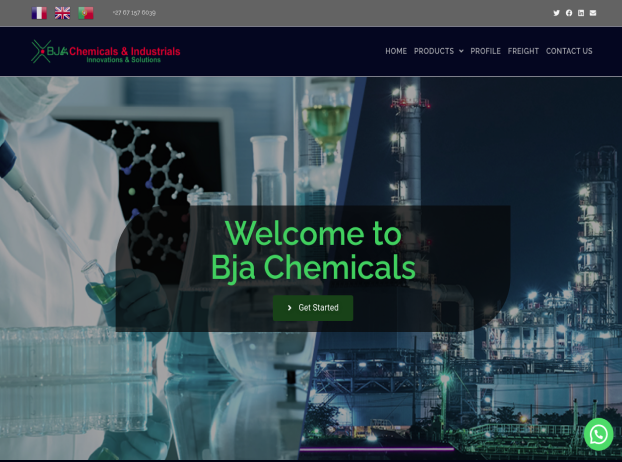 +27 67 157 6039
BJA Chemicals & Industrials
Innovations & Solutions
HOME PRODUCTS PROFILE FREIGHT CONTACT US
Welcome to
Bja Chemicals
Get Started